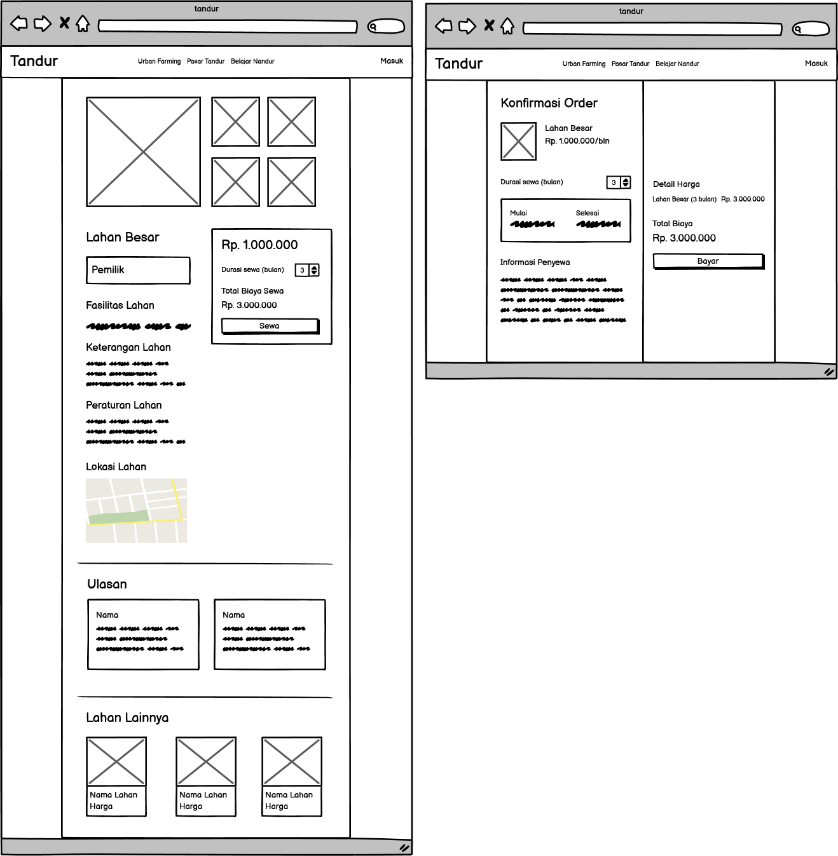 tandur
Tandur
Urban Farming Pasar Tandur Belajar Nandur
Masuk
Lahan Besar
Pemilik
Fasilitas Lahan
Keterangan Lahan
Peraturan Lahan
Lokasi Lahan
Rp. 1.000.000
Durasi sewa (bulan) 3
Total Biaya Sewa
Rp. 3.000.000
Sewa
Ulasan
Nama
Nama
Lahan Lainnya
Nama Lahan
Harga
Nama Lahan
Harga
Nama Lahan
Harga
tandur
Tandur
Urban Farming Pasar Tandur Belajar Nandur
Masuk
Konfirmasi Order
Lahan Besar
Rp. 1.000.000/bln
Durasi sewa (bulan) 3
Mulai
Selesai
Informasi Penyewa
Detail Harga
Lahan Besar (3 bulan) Rp. 3.000.000
Total Biaya
Rp. 3.000.000
Bayar